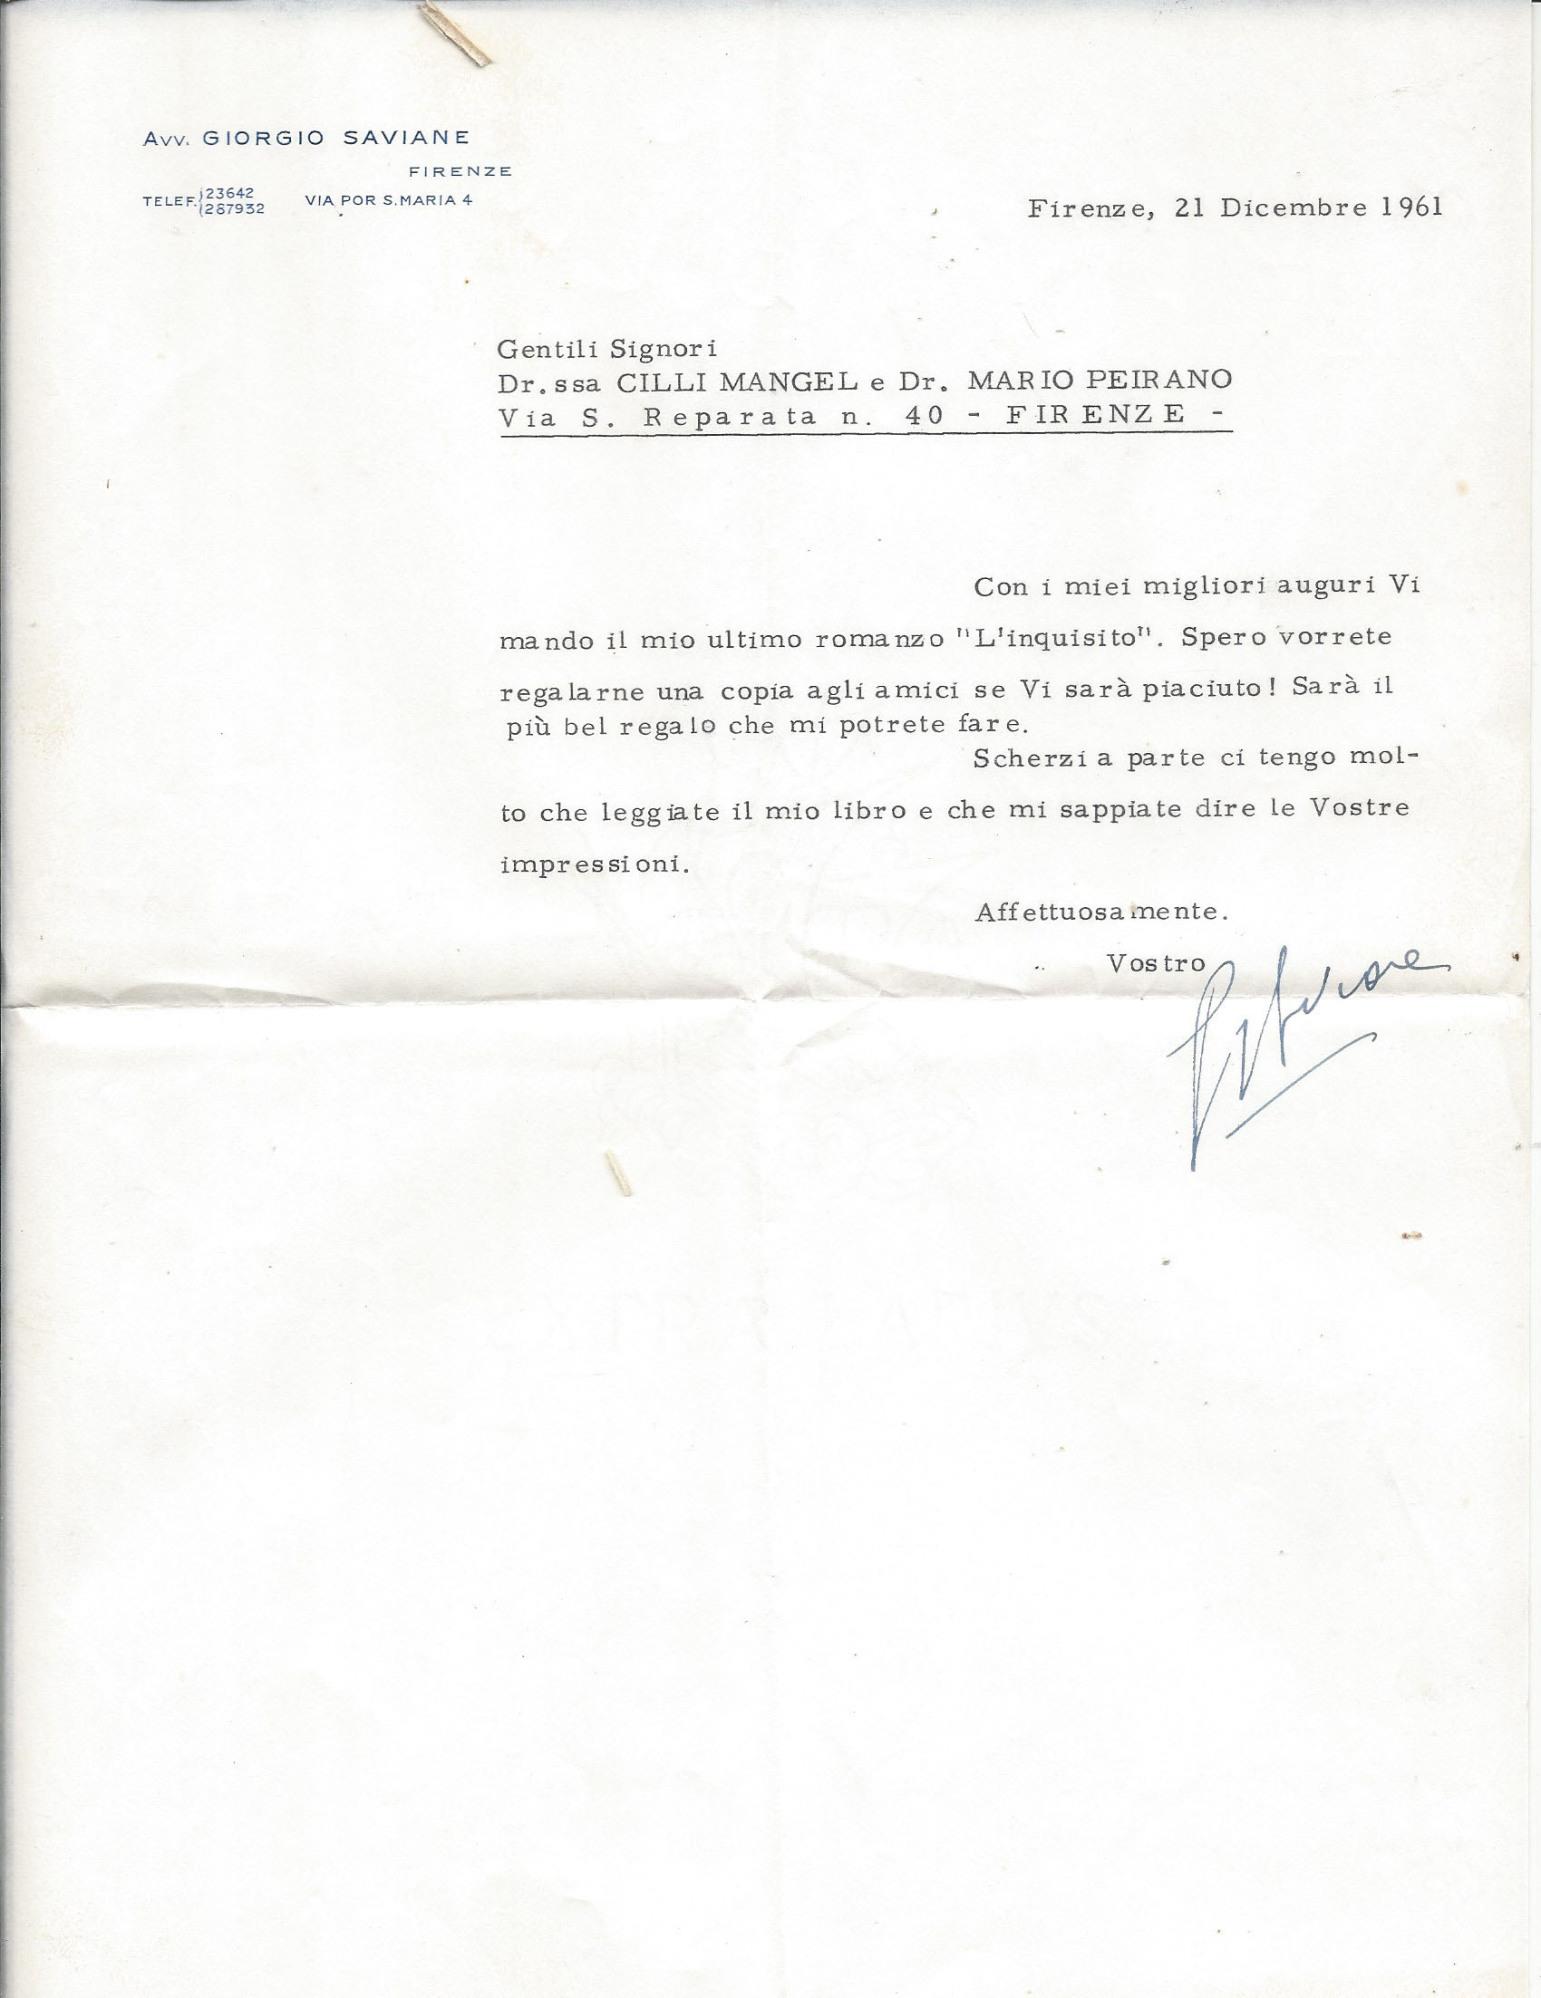 Avv. GIORGIO SAVIANE
FIRENZE
TELEF. 23642
287932
VIA POR S. MARIA 4
Firenze, 21 Dicembre 1961
Gentili Signori
Dr.ssa CILLI MANGEL e Dr. MARIO PEIRANO
Via S. Reparata n. 40 - FIRENZE -
Con i miei migliori auguri Vi
mando il mio ultimo romanzo "L'inquisito". Spero vorrete
regalarne una copia agli amici se Vi sarà piaciuto! Sarà il
più bel regalo che mi potrete fare.
Scherzi a parte ci tengo mol-
to che leggiate il mio libro e che mi sappiate dire le Vostre
impressioni.
Affettuosamente.
Vostro